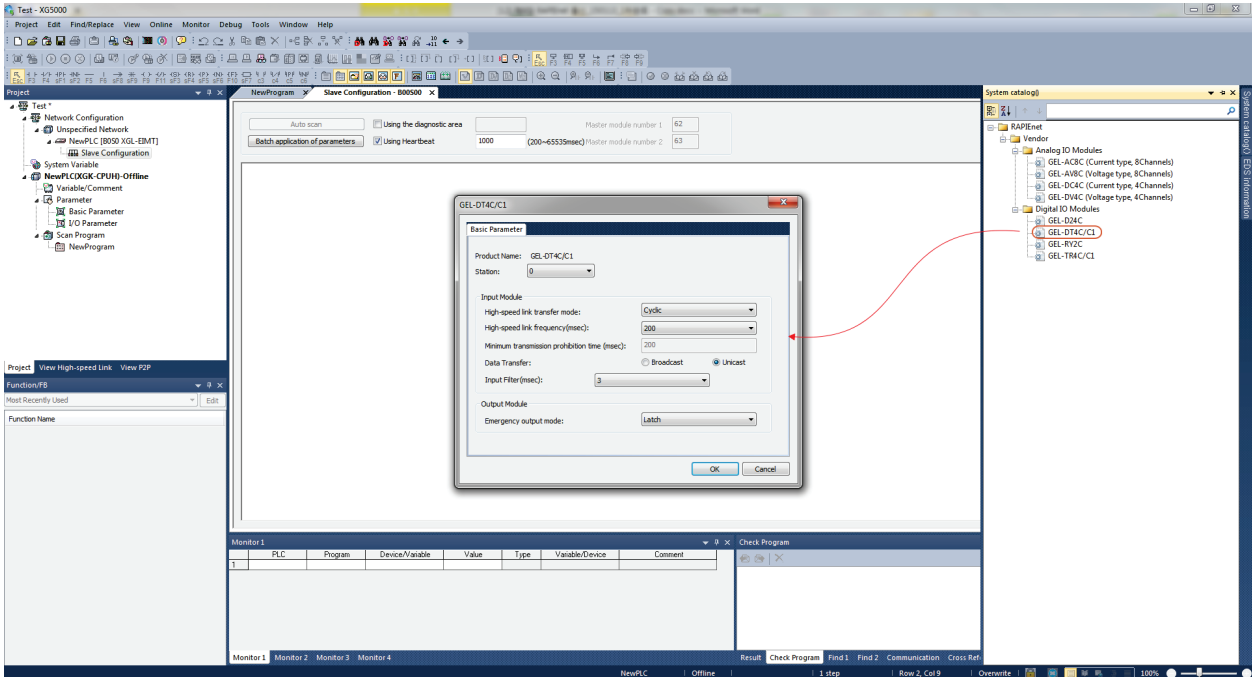 Test - XG5000
Project Edit Find/Replace View Online Monitor Debug Tools Window Help
Project
Test *
Network Configuration
Unspecified Network
NewPLC [B0S0 XGL-EIMT]
Slave Configuration
System Variable
NewPLC(XGK-CPUH)-Offline
Variable/Comment
Parameter
Basic Parameter
I/O Parameter
Scan Program
NewProgram
Project View High-speed Link View P2P
Function/FB
Most Recently Used Edit
Function Name
NewProgram X Slave Configuration - B00S00 X
Auto scan Using the diagnostic area Master module number 1 62
Batch application of parameters Using Heartbeat 1000 (200~65535msec) Master module number 2 63
GEL-DT4C/C1
Basic Parameter
Product Name: GEL-DT4C/C1
Station: 0
Input Module
High-speed link transfer mode: Cyclic
High-speed link frequency(msec): 200
Minimum transmission prohibition time (msec): 200
Data Transfer: Broadcast Unicast
Input Filter(msec): 3
Output Module
Emergency output mode: Latch
OK Cancel
System catalog()
RAPIEnet
Vendor
Analog IO Modules
GEL-AC8C (Current type, 8Channels)
GEL-AV8C (Voltage type, 8Channels)
GEL-DC4C (Current type, 4Channels)
GEL-DV4C (Voltage type, 4Channels)
Digital IO Modules
GEL-D24C
GEL-DT4C/C1
GEL-RY2C
GEL-TR4C/C1
System catalog() EDS information
Monitor1
PLC Program Device/Variable Value Type Variable/Device Comment
1
Monitor 1 Monitor 2 Monitor 3 Monitor 4
Check Program
Result Check Program Find 1 Find 2 Communication Cross Ref
NewPLC Offline 1 step Row 2, Col 9 Overwrite 100%